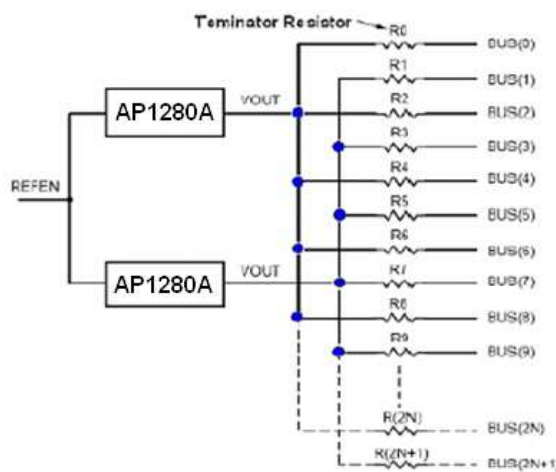 Teminator Resistor
R0
BUS(0)
R1
BUS(1)
AP1280A
VOUT
R2
BUS(2)
R3
BUS(3)
R4
BUS(4)
REFEN
R5
BUS(5)
R6
BUS(6)
AP1280A
VOUT
R7
BUS(7)
R8
BUS(8)
R9
BUS(9)
R(2N)
BUS(2N)
R(2N+1)
BUS(2N+1